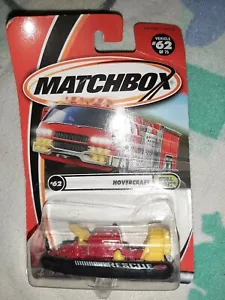 VEHICLE
#62
OF 75
MATCHBOX
HOVERCRAFT
#62
RESCUE